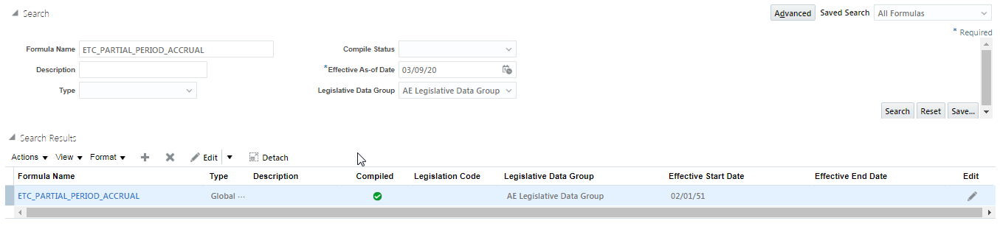 Search
Advanced Saved Search All Formulas
* Required
Formula Name ETC_PARTIAL_PERIOD_ACCRUAL Compile Status
Description *Effective As-of Date 03/09/20
Type Legislative Data Group AE Legislative Data Group
Search Reset Save...
Search Results
Actions View Format Edit Detach
Formula Name Type Description Compiled Legislation Code Legislative Data Group Effective Start Date Effective End Date Edit
ETC_PARTIAL_PERIOD_ACCRUAL Global ... AE Legislative Data Group 02/01/51